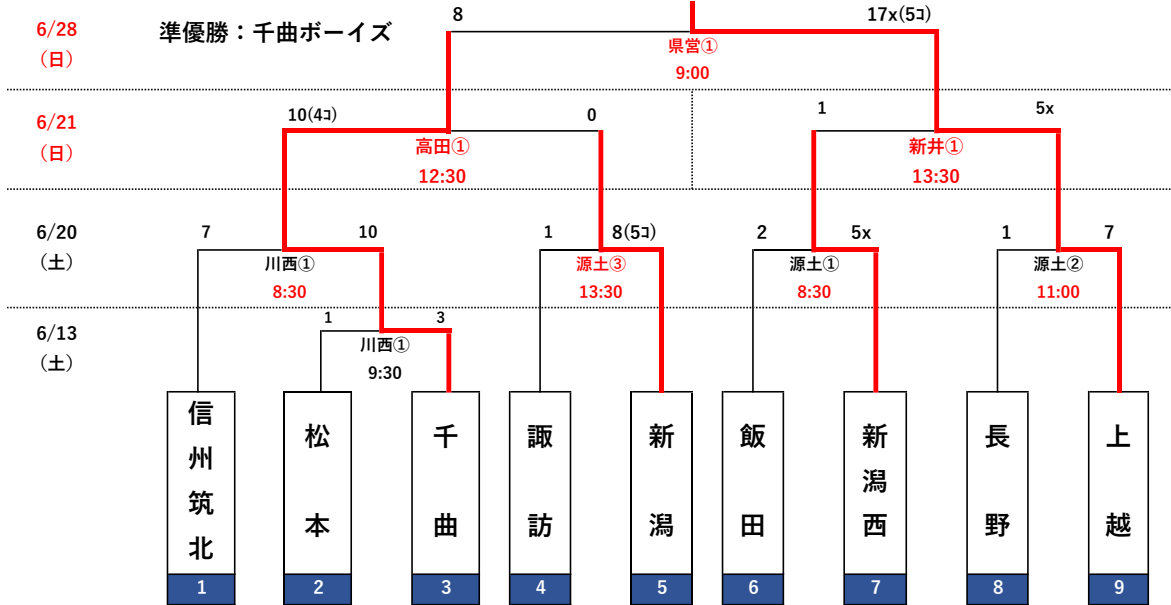 6/28
（日）
準優勝：千曲ボーイズ
8
17x(5ｺ)
県営①
9:00
6/21
（日）
10(4ｺ)
0
高田①
12:30
1
5x
新井①
13:30
6/20
（土）
7
10
川西①
8:30
1
8(5ｺ)
源土③
13:30
2
5x
源土①
8:30
1
7
源土②
11:00
6/13
（土）
1
3
川西①
9:30
信州筑北
松本
千曲
諏訪
新潟
飯田
新潟西
長野
上越
1
2
3
4
5
6
7
8
9